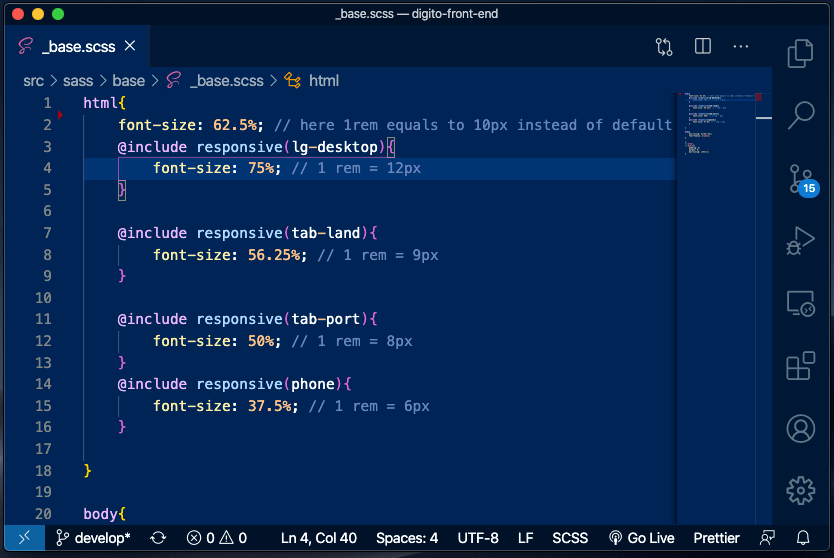 _base.scss — digito-front-end
_base.scss
src > sass > base > _base.scss > html
1 html{
2 font-size: 62.5%; // here 1rem equals to 10px instead of default
3 @include responsive(lg-desktop){
4 font-size: 75%; // 1 rem = 12px
5 }
6
7 @include responsive(tab-land){
8 font-size: 56.25%; // 1 rem = 9px
9 }
10
11 @include responsive(tab-port){
12 font-size: 50%; // 1 rem = 8px
13 }
14 @include responsive(phone){
15 font-size: 37.5%; // 1 rem = 6px
16 }
17
18 }
19
20 body{
15
develop* 0 0 Ln 4, Col 40 Spaces: 4 UTF-8 LF SCSS Go Live Prettier